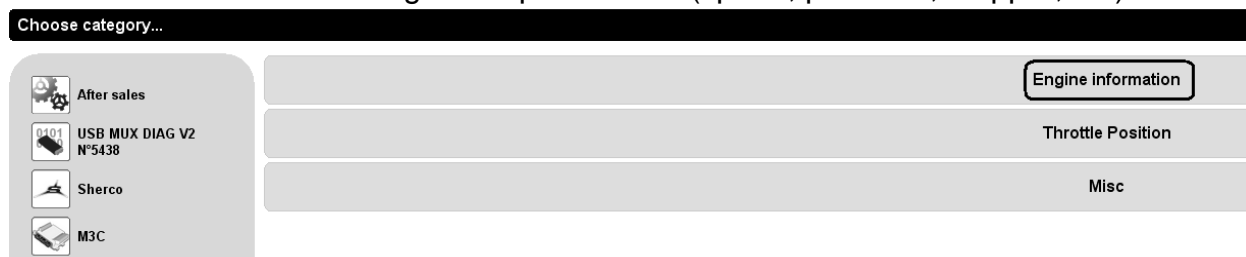 Choose category...
After sales
USB MUX DIAG V2
N°5438
Sherco
M3C
Engine information
Throttle Position
Misc